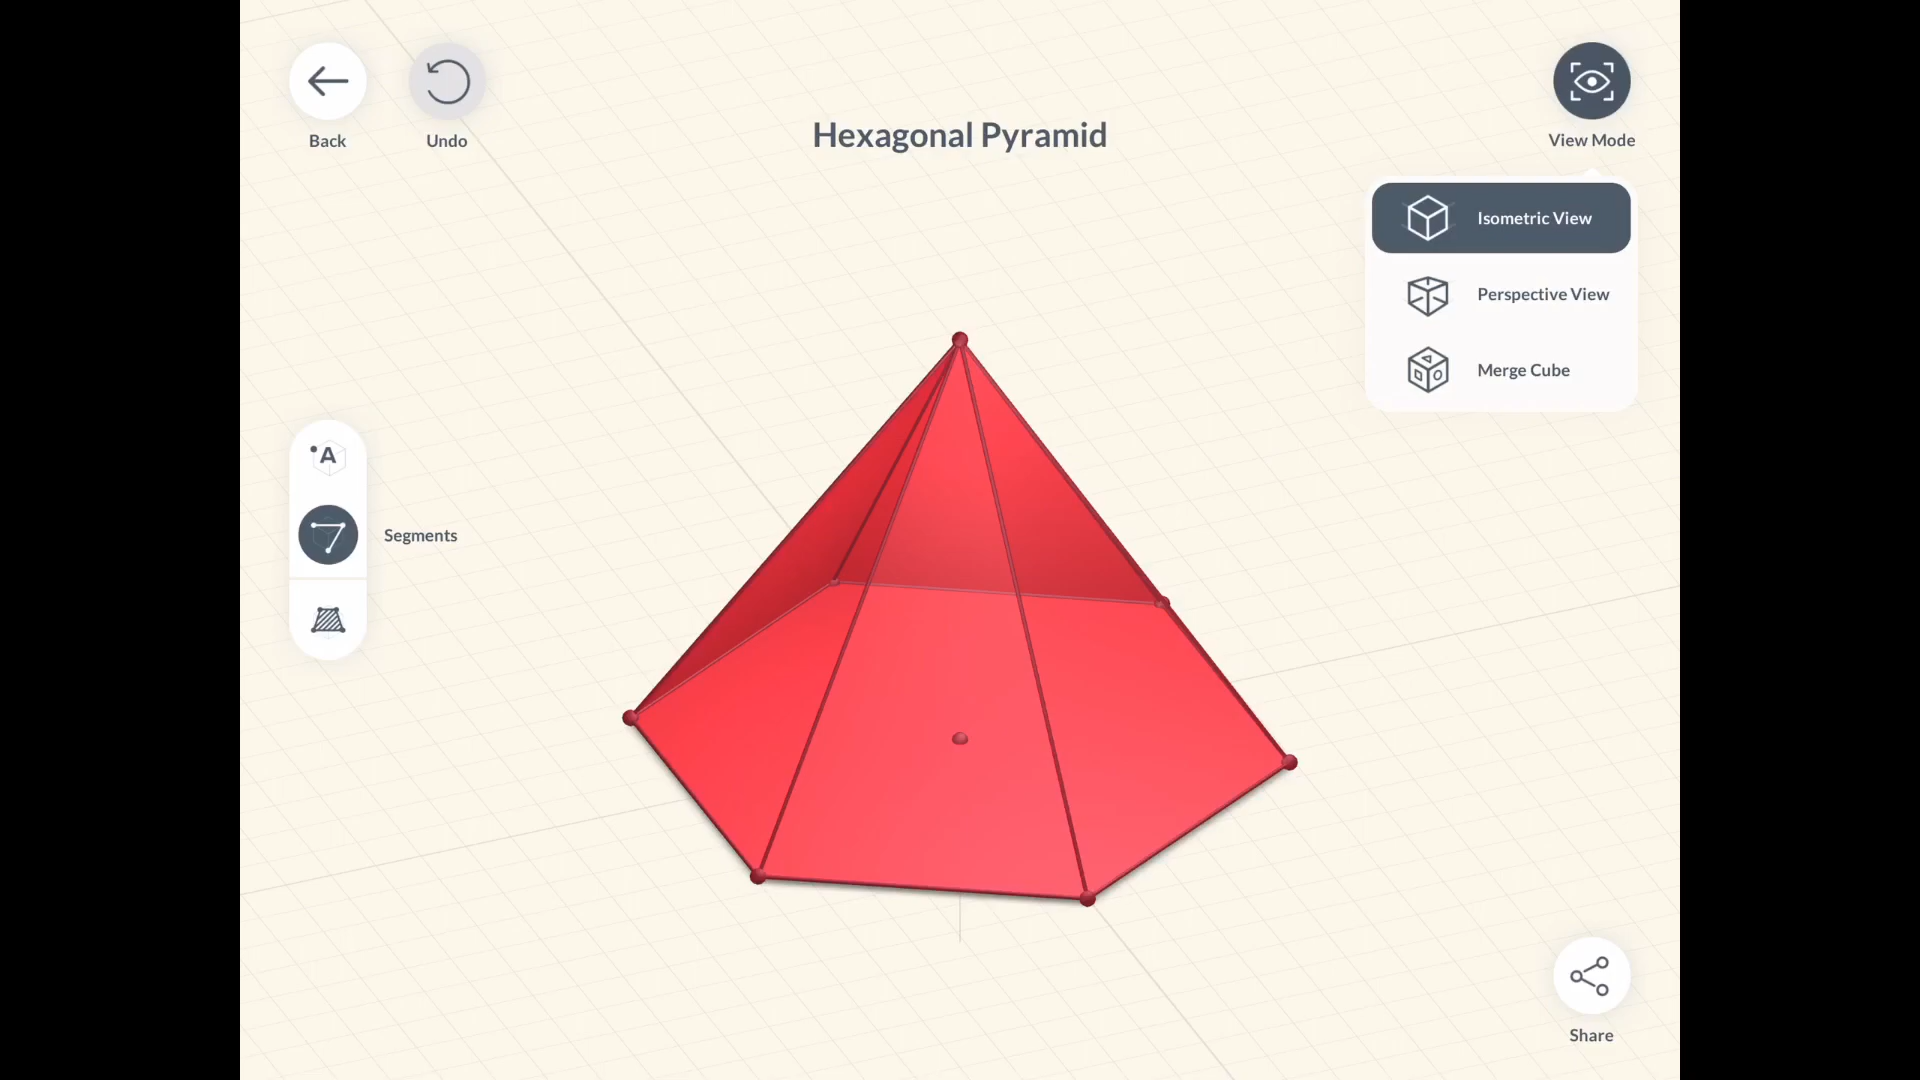 Back
Undo
Hexagonal Pyramid
View Mode
Isometric View
Perspective View
Merge Cube
A
Segments
Share